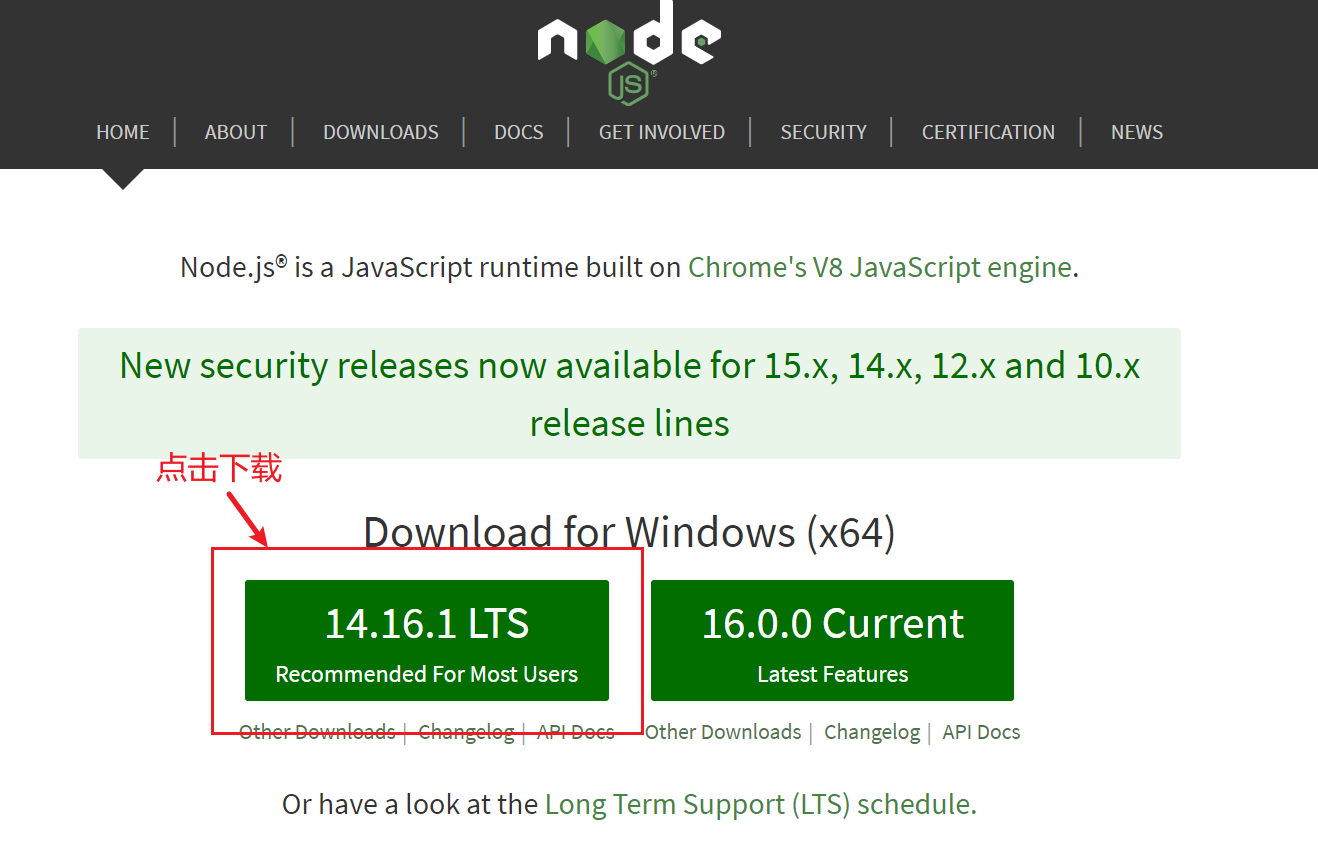 node
JS®
HOME | ABOUT | DOWNLOADS | DOCS | GET INVOLVED | SECURITY | CERTIFICATION | NEWS
Node.js® is a JavaScript runtime built on Chrome's V8 JavaScript engine.
New security releases now available for 15.x, 14.x, 12.x and 10.x
release lines
点击下载
Download for Windows (x64)
14.16.1 LTS
Recommended For Most Users
16.0.0 Current
Latest Features
Other Downloads | Changelog | API Docs
Other Downloads | Changelog | API Docs
Or have a look at the Long Term Support (LTS) schedule.